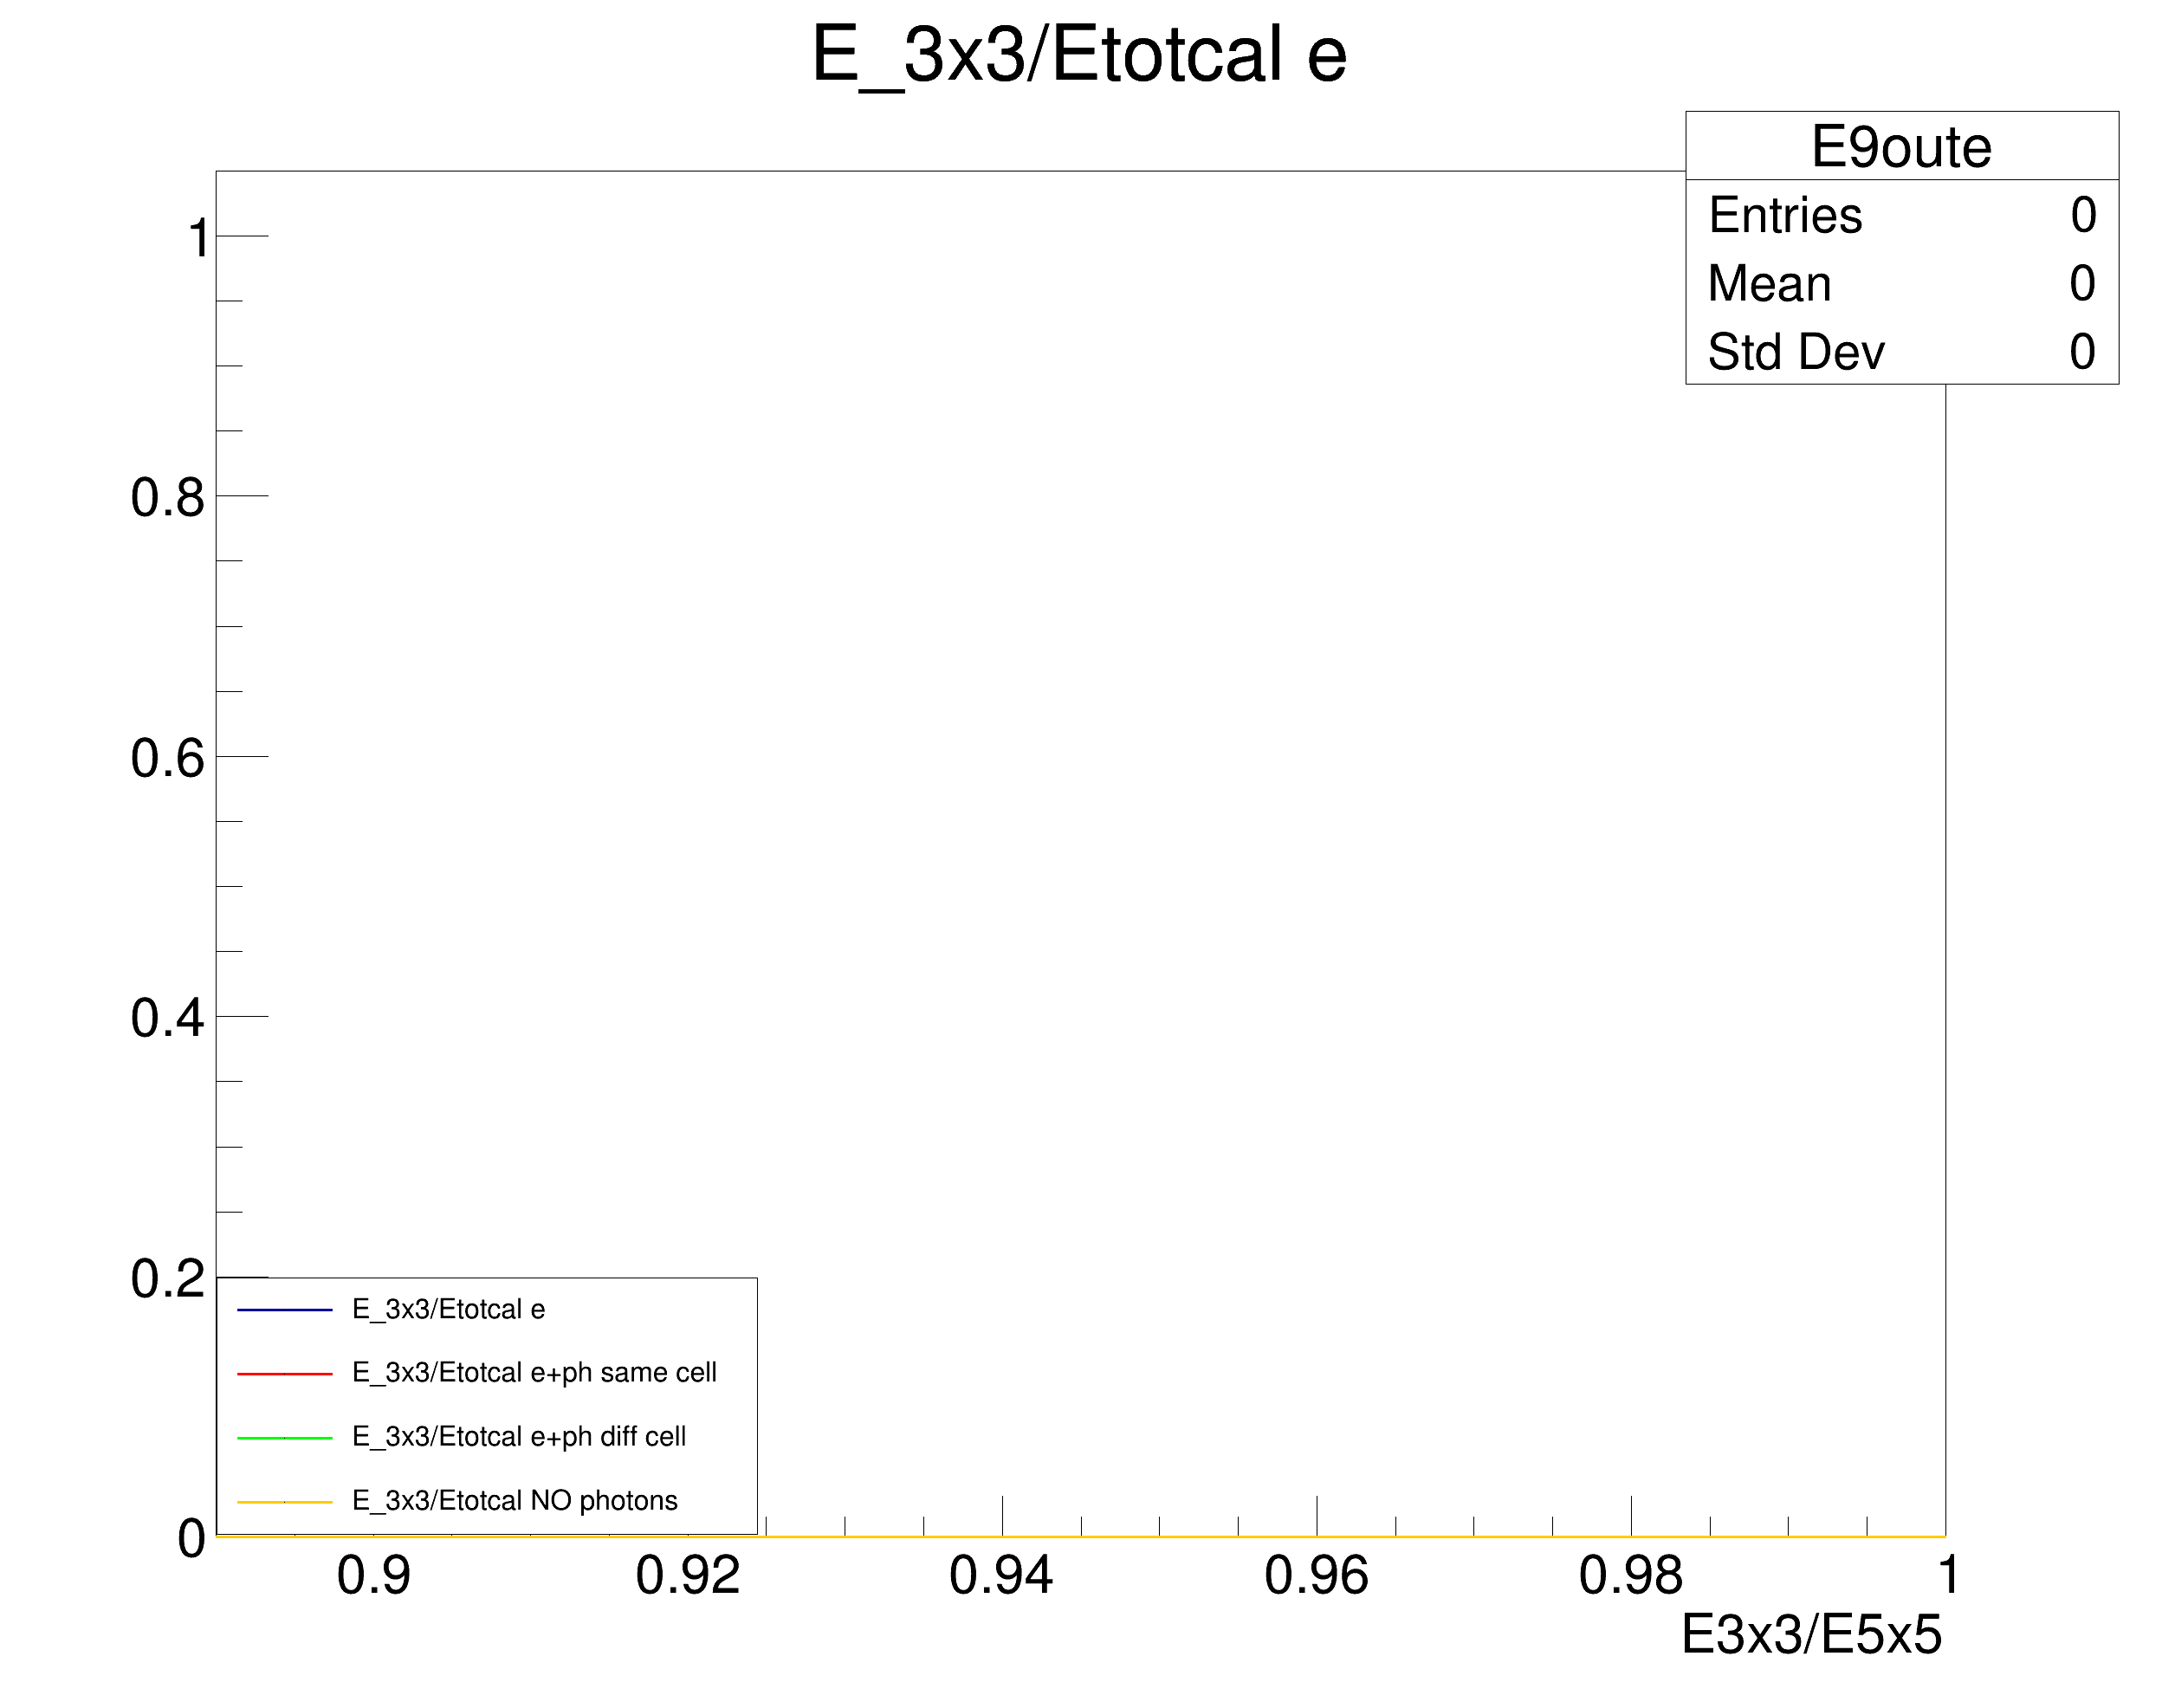 E_3x3/Etotcal e
E9oute
Entries 0
Mean 0
Std Dev 0
1
0.8
0.6
0.4
0.2
0
E_3x3/Etotcal e
E_3x3/Etotcal e+ph same cell
E_3x3/Etotcal e+ph diff cell
E_3x3/Etotcal NO photons
0.9 0.92 0.94 0.96 0.98 1
E3x3/E5x5